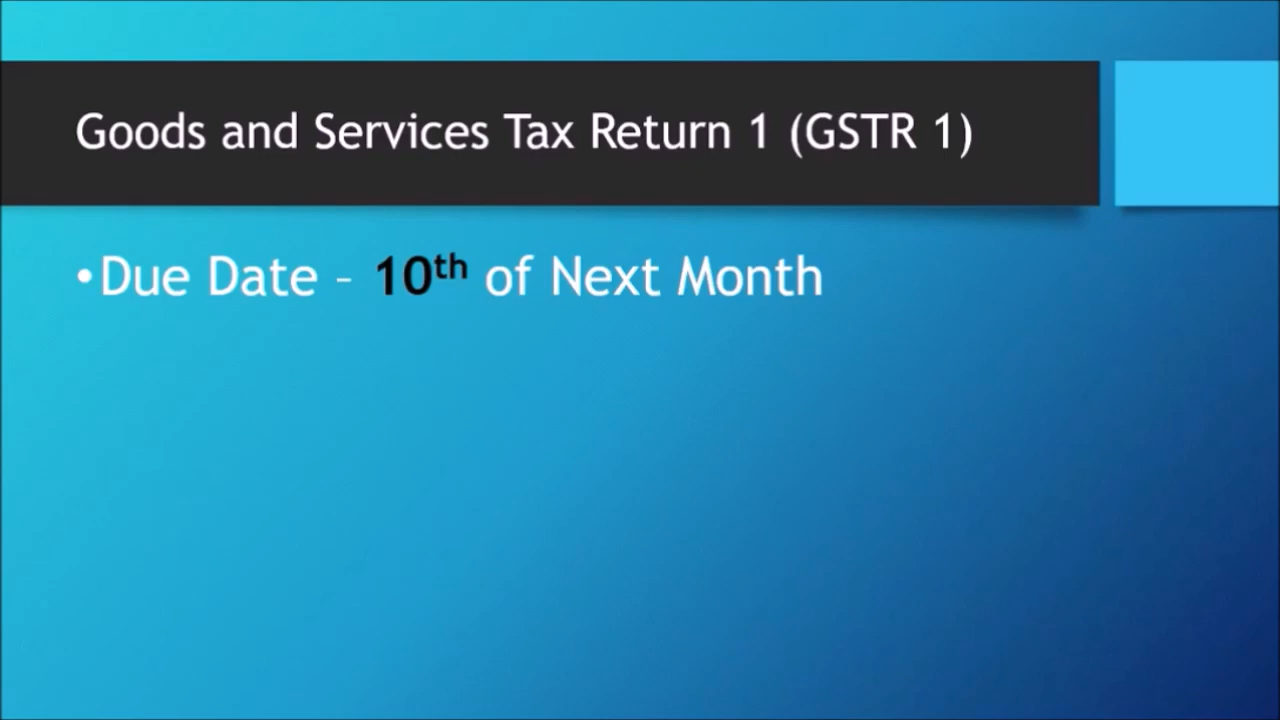 Goods and Services Tax Return 1 (GSTR 1)
•Due Date – 10th of Next Month